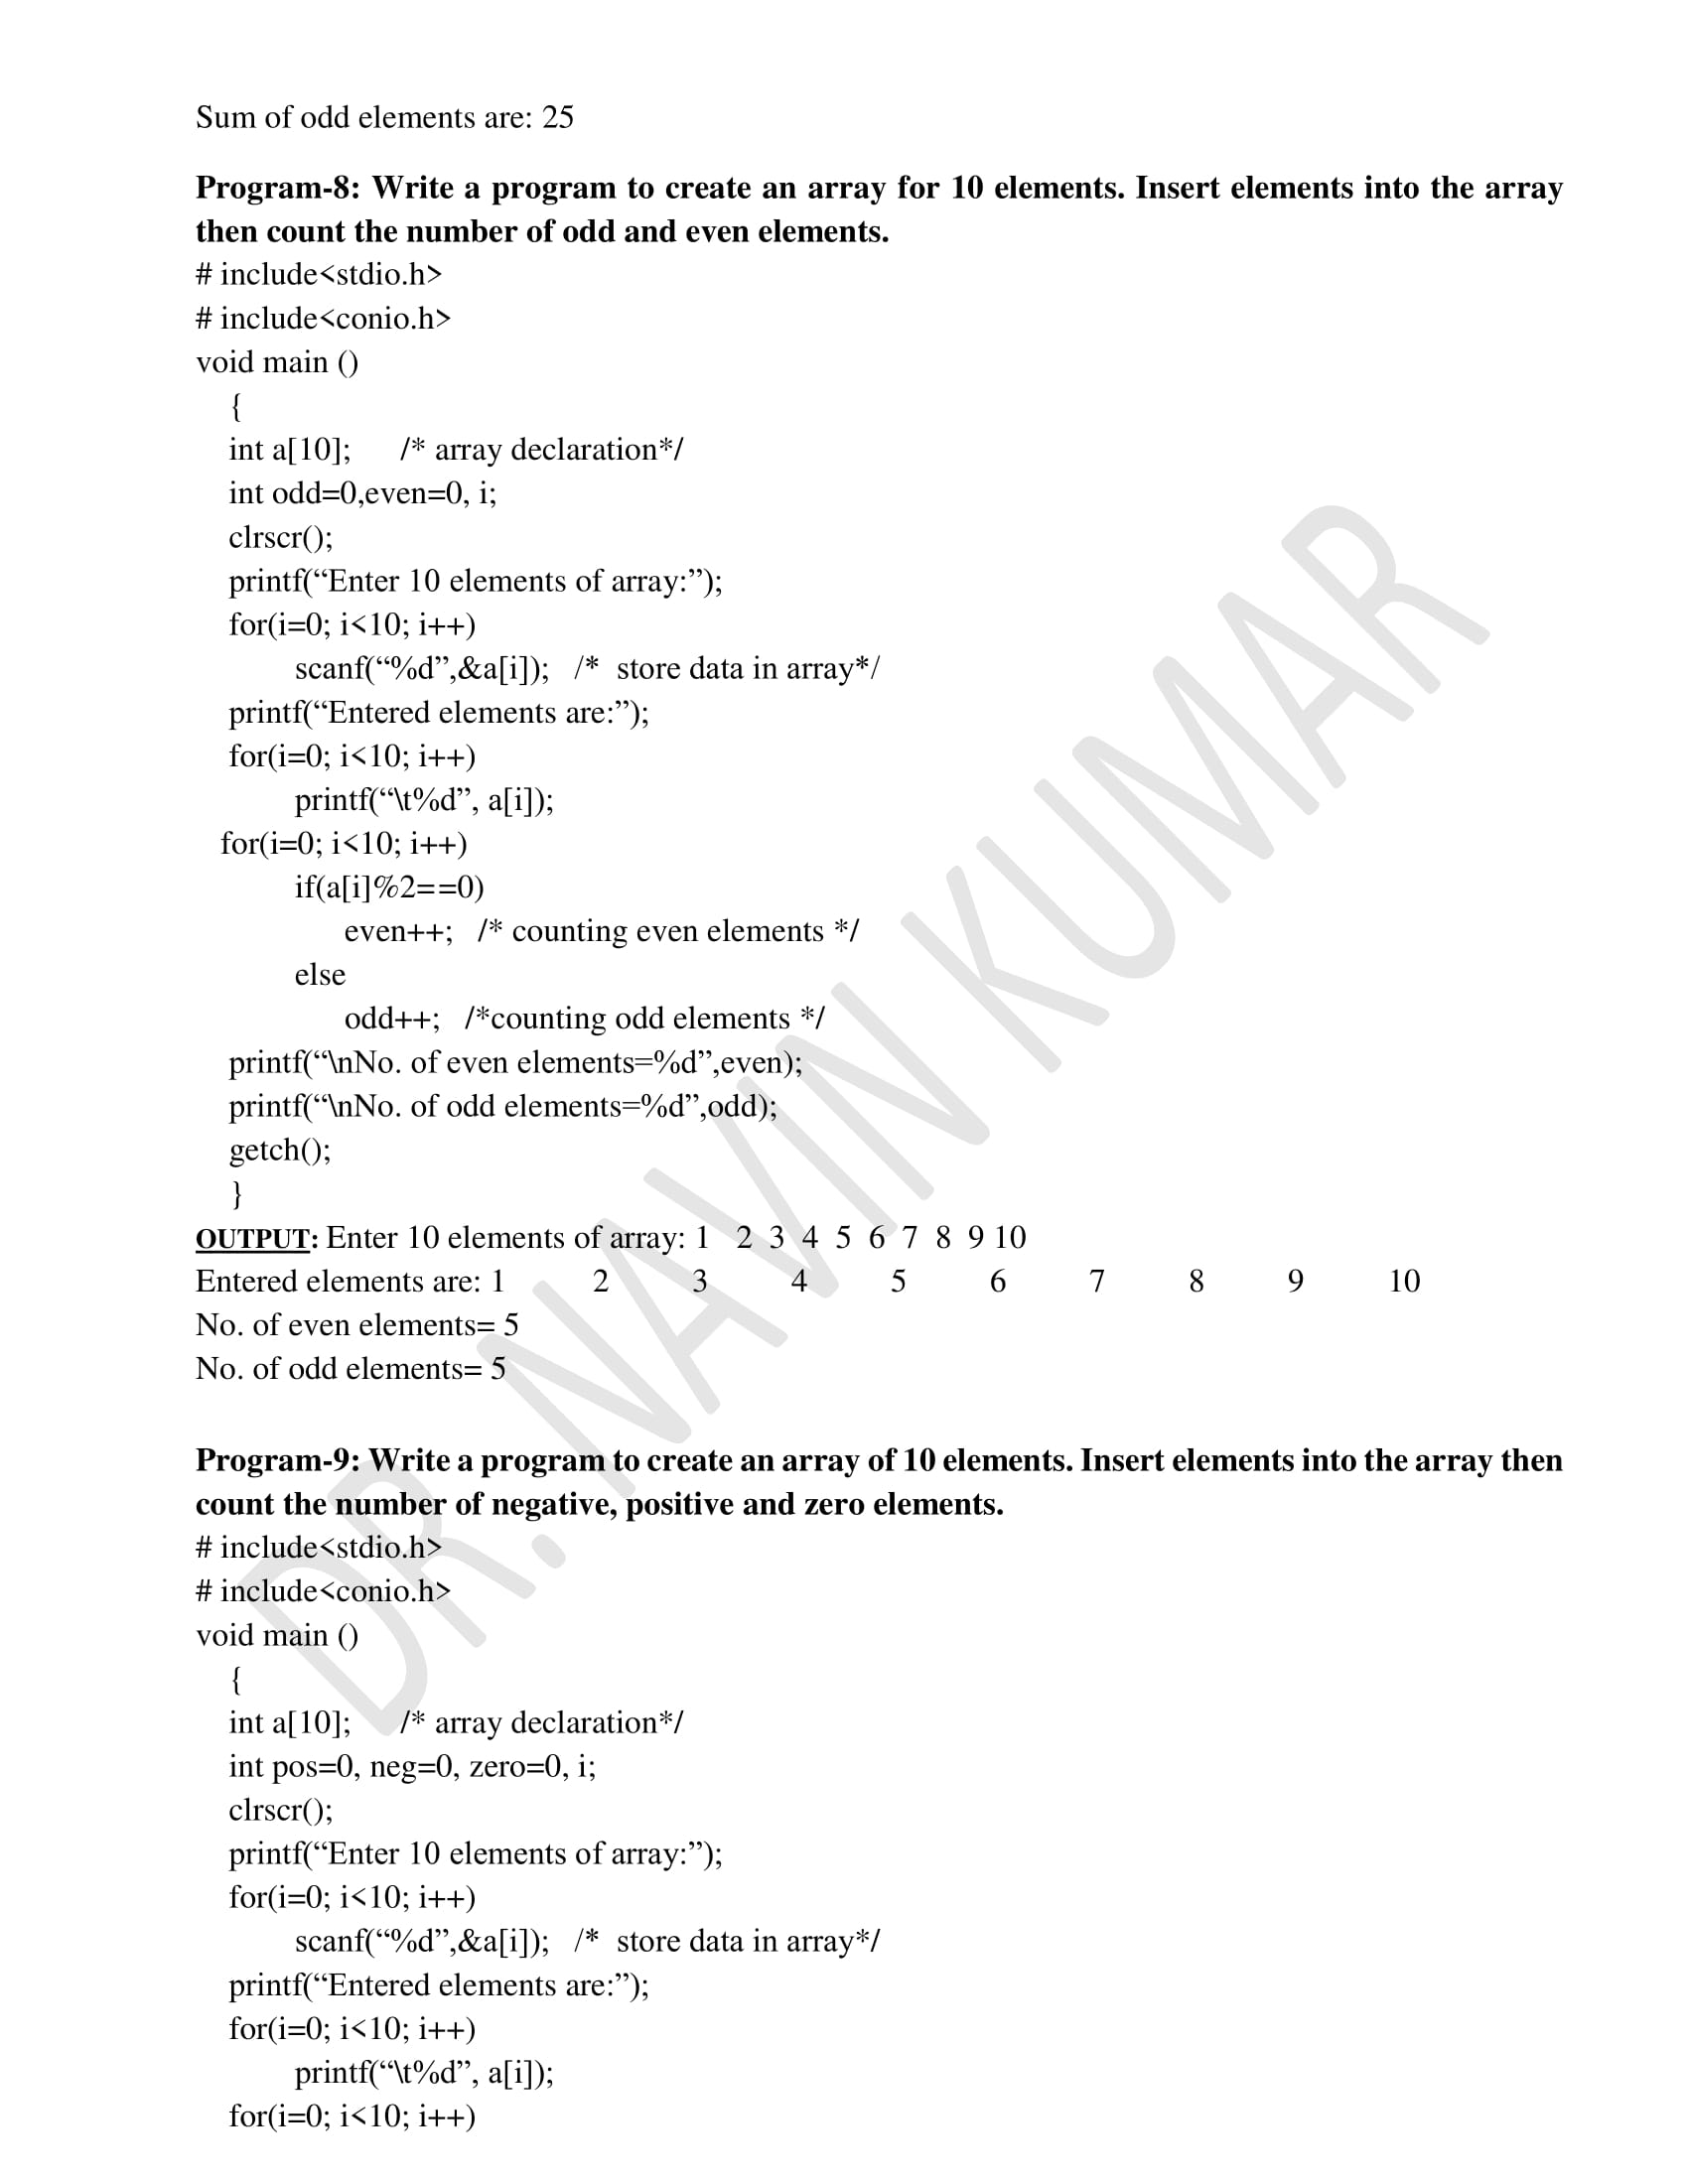 Sum of odd elements are: 25
Program-8: Write a program to create an array for 10 elements. Insert elements into the array
then count the number of odd and even elements.
# include<stdio.h>
# include<conio.h>
void main ()
{
int a[10];      /* array declaration*/
int odd=0,even=0, i;
clrscr();
printf(“Enter 10 elements of array:”);
for(i=0; i<10; i++)
scanf(“%d”,&a[i]);   /*  store data in array*/
printf(“Entered elements are:”);
for(i=0; i<10; i++)
printf(“\t%d”, a[i]);
for(i=0; i<10; i++)
if(a[i]%2==0)
even++;   /* counting even elements */
else
odd++;   /*counting odd elements */
printf(“\nNo. of even elements=%d”,even);
printf(“\nNo. of odd elements=%d”,odd);
getch();
}
OUTPUT: Enter 10 elements of array: 1   2  3  4  5  6  7  8  9 10
Entered elements are: 1 2 3 4 5 6 7 8 9 10
No. of even elements= 5
No. of odd elements= 5
Program-9: Write a program to create an array of 10 elements. Insert elements into the array then
count the number of negative, positive and zero elements.
# include<stdio.h>
# include<conio.h>
void main ()
{
int a[10];      /* array declaration*/
int pos=0, neg=0, zero=0, i;
clrscr();
printf(“Enter 10 elements of array:”);
for(i=0; i<10; i++)
scanf(“%d”,&a[i]);   /*  store data in array*/
printf(“Entered elements are:”);
for(i=0; i<10; i++)
printf(“\t%d”, a[i]);
for(i=0; i<10; i++)
DR. NAVIN KUMAR